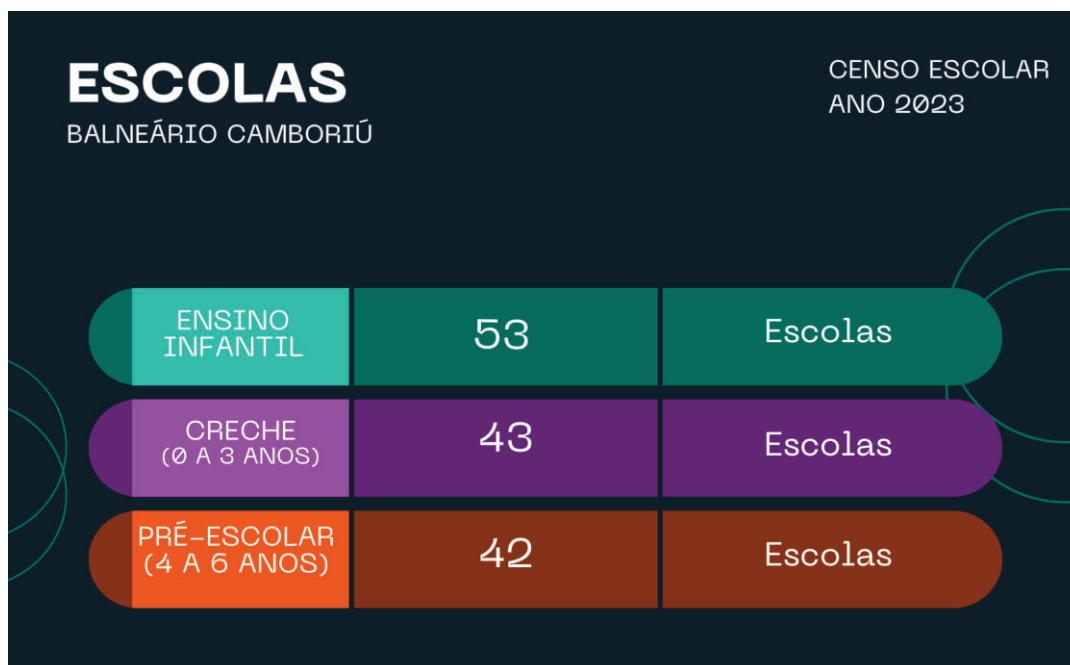 ESCOLAS
BALNEÁRIO CAMBORIÚ
CENSO ESCOLAR
ANO 2023
ENSINO
INFANTIL
53
Escolas
CRECHE
(0 A 3 ANOS)
43
Escolas
PRÉ-ESCOLAR
(4 A 6 ANOS)
42
Escolas